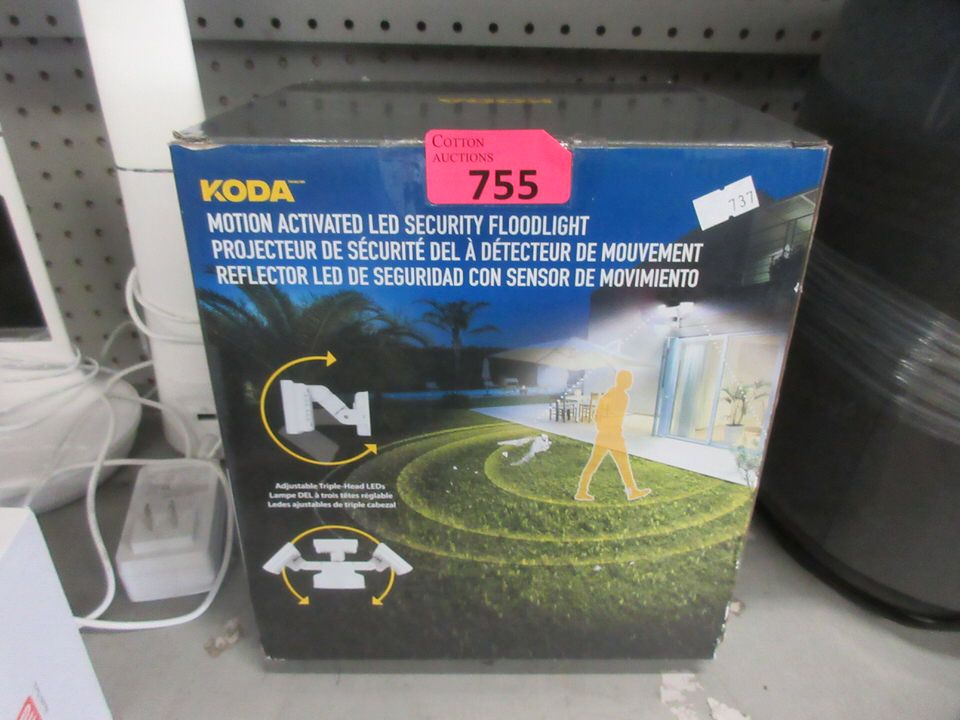 KODA
COTTON
AUCTIONS
755
737
KODA
MOTION ACTIVATED LED SECURITY FLOODLIGHT
PROJECTEUR DE SÉCURITÉ DEL À DÉTECTEUR DE MOUVEMENT
REFLECTOR LED DE SEGURIDAD CON SENSOR DE MOVIMIENTO
Adjustable Triple-Head LEDs
Lampe DEL à trois têtes réglable
Ledes ajustables de triple cabezal